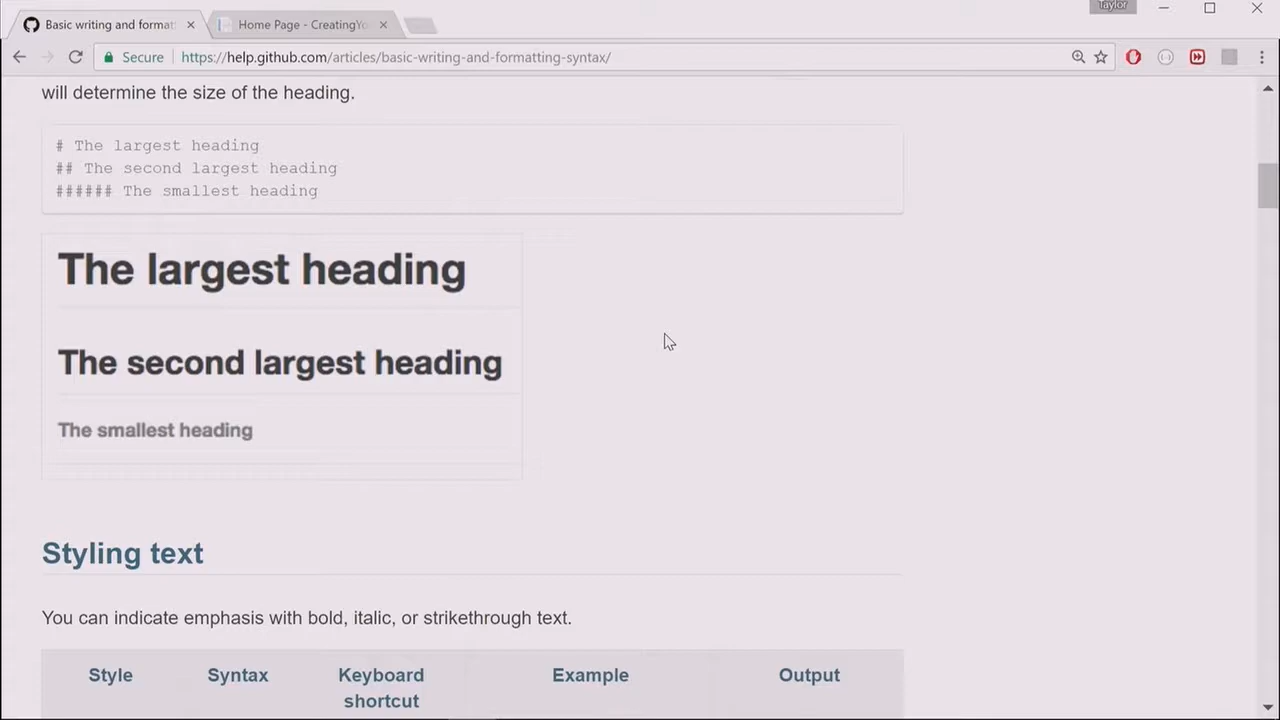 Taylor
Basic writing and format
Home Page - CreatingYo
Secure
https://help.github.com/articles/basic-writing-and-formatting-syntax/
will determine the size of the heading.
# The largest heading
## The second largest heading
###### The smallest heading
The largest heading
The second largest heading
The smallest heading
Styling text
You can indicate emphasis with bold, italic, or strikethrough text.
Style Syntax Keyboard shortcut Example Output